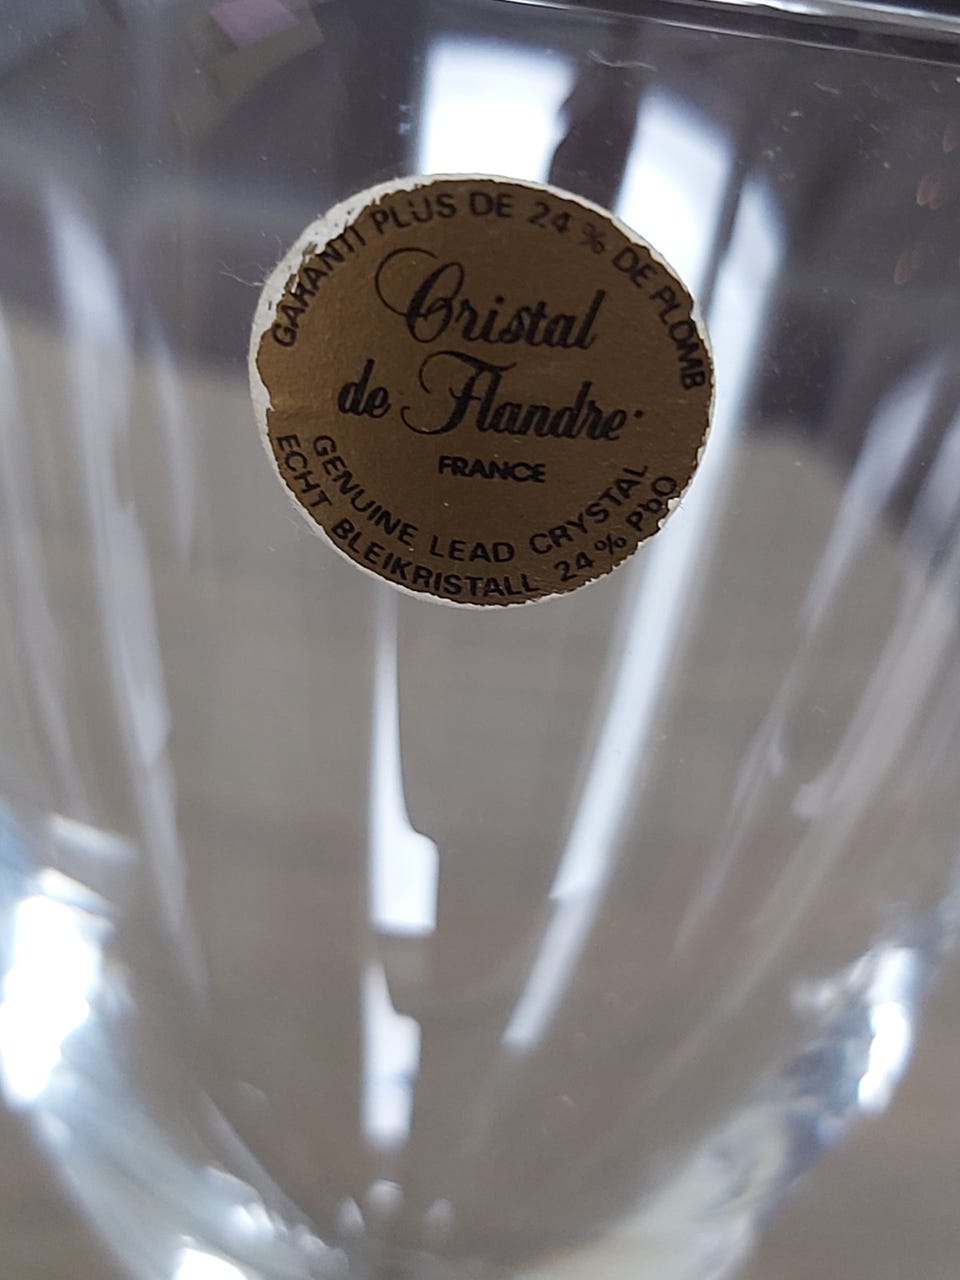 GARANTI PLUS DE 24 % DE PLOMB
Cristal
de Flandre
FRANCE
GENUINE LEAD CRYSTAL
ECHT BLEIKRISTALL 24 % PbO